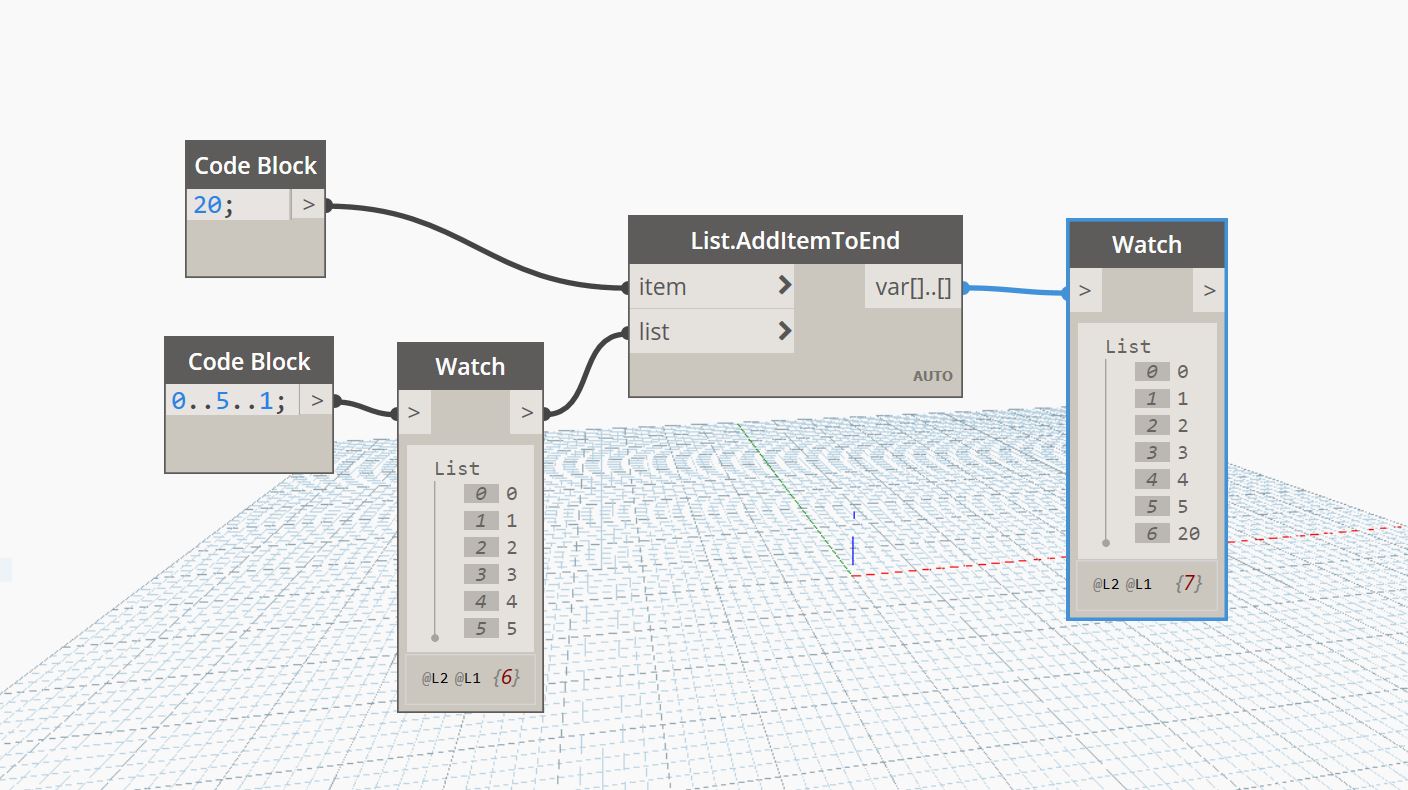 Code Block
20;
>
Code Block
0..5..1;
>
Watch
>
>
List
0 0
1 1
2 2
3 3
4 4
5 5
@L2 @L1 {6}
List.AddItemToEnd
item
list
var[]..[]
AUTO
Watch
>
>
List
0 0
1 1
2 2
3 3
4 4
5 5
6 20
@L2 @L1 {7}